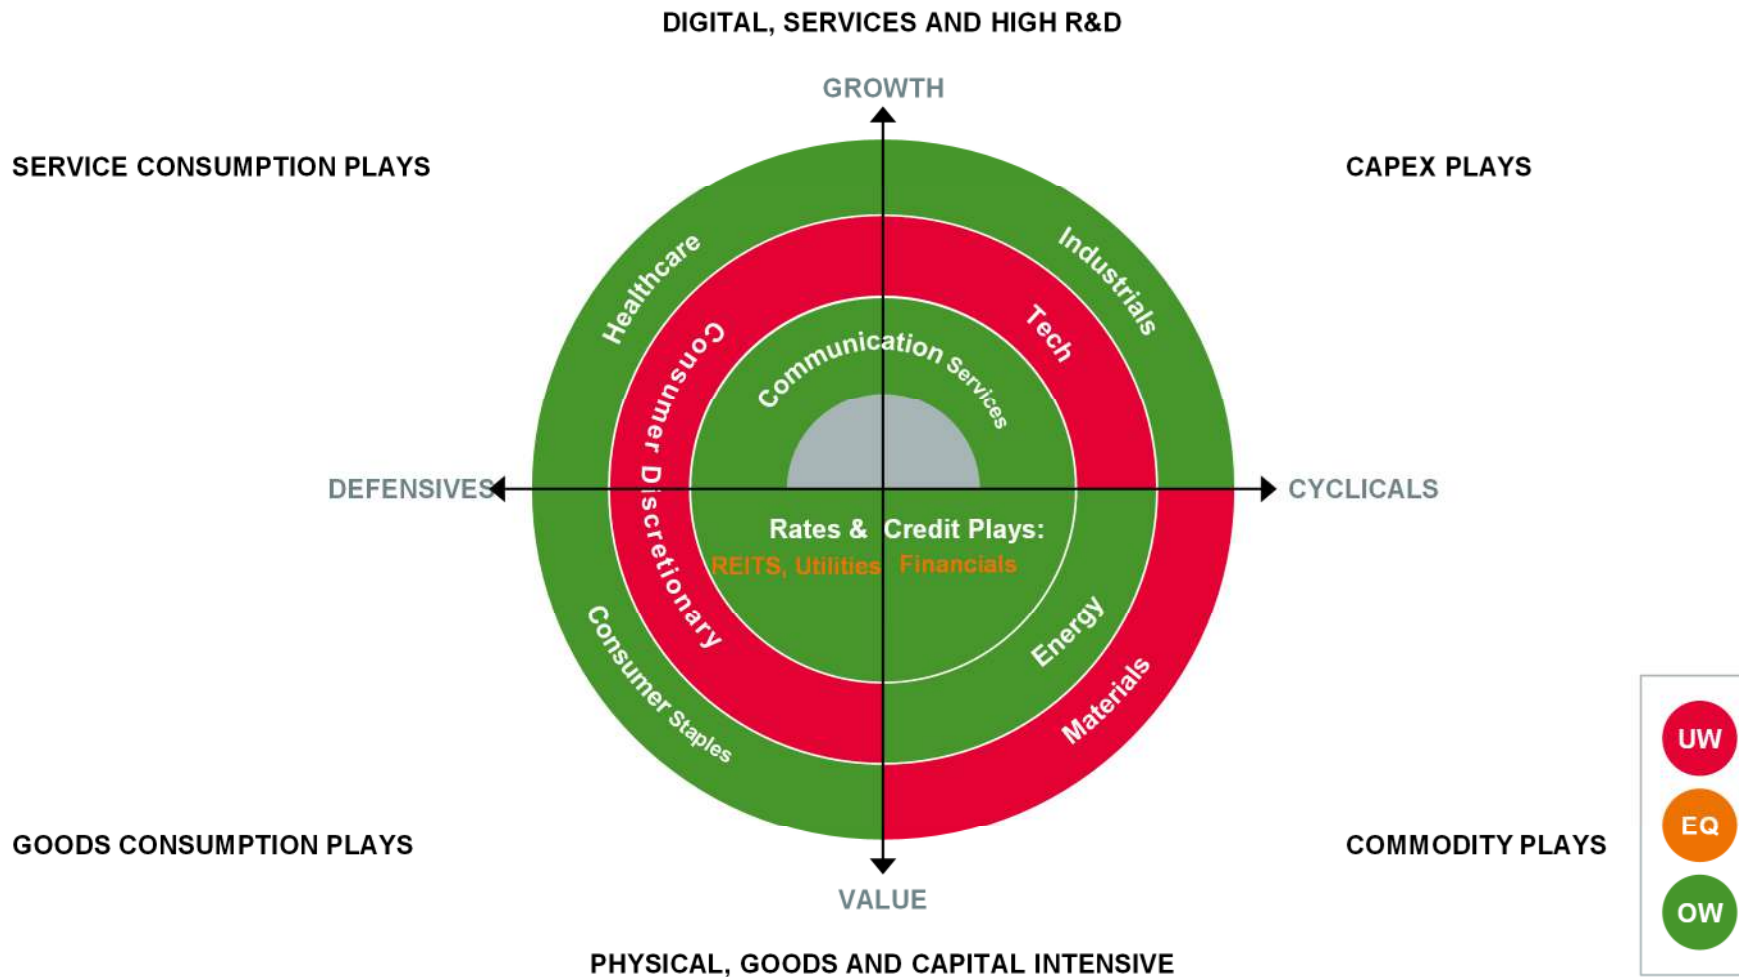 DIGITAL, SERVICES AND HIGH R&D
GROWTH
SERVICE CONSUMPTION PLAYS
CAPEX PLAYS
Healthcare
Industrials
Consumer Discretionary
Tech
Communication Services
DEFENSIVES
CYCLICALS
Rates & Credit Plays:
REITS, Utilities Financials
Consumer Staples
Energy
Materials
UW
EQ
OW
GOODS CONSUMPTION PLAYS
COMMODITY PLAYS
VALUE
PHYSICAL, GOODS AND CAPITAL INTENSIVE